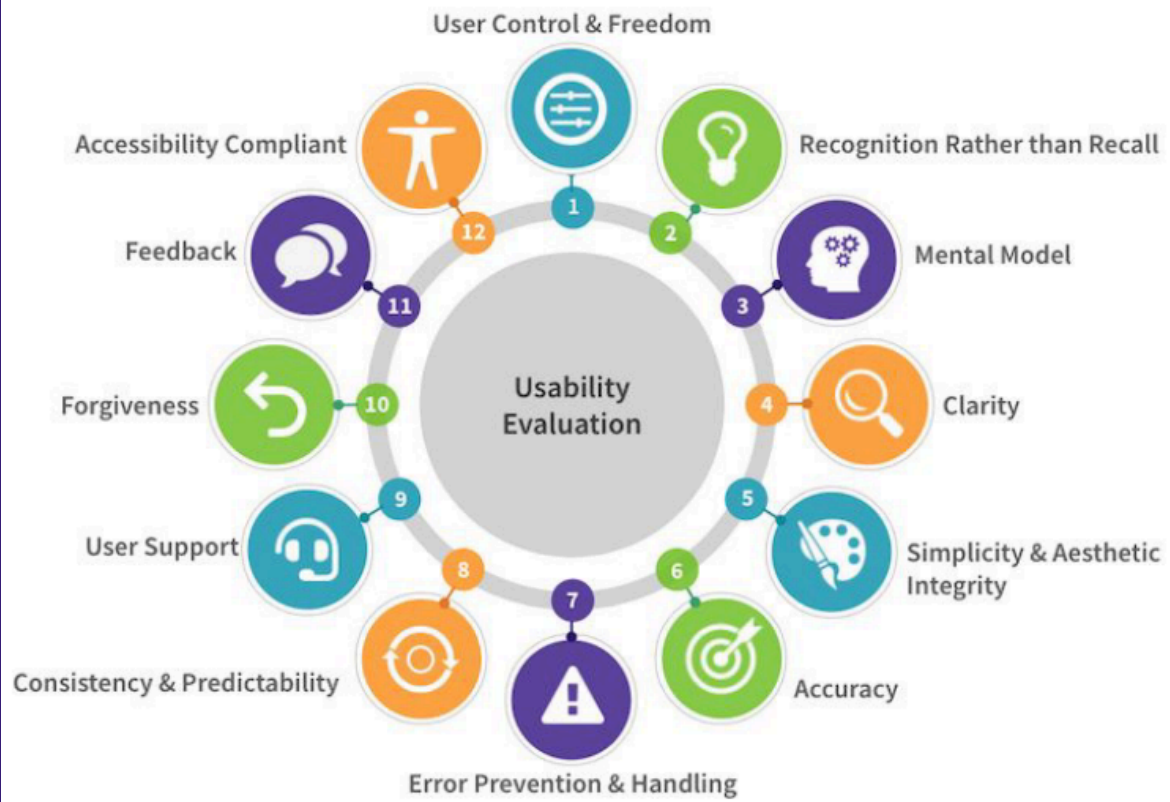 User Control & Freedom
1
Recognition Rather than Recall
2
Mental Model
3
Clarity
4
Simplicity & Aesthetic
Integrity
5
Accuracy
6
Error Prevention & Handling
7
Consistency & Predictability
8
User Support
9
Forgiveness
10
Feedback
11
Accessibility Compliant
12
Usability
Evaluation